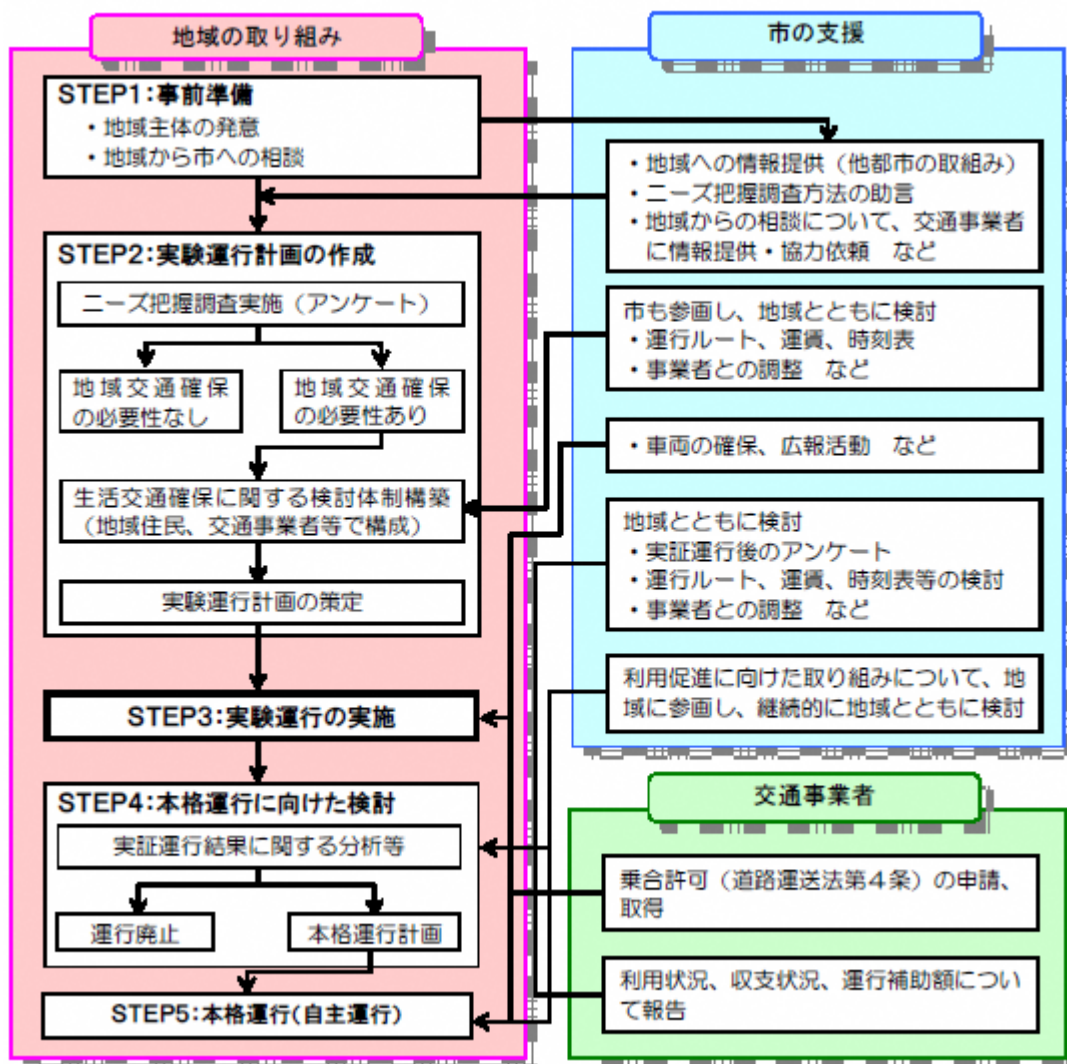 地域の取り組み
STEP1:事前準備
・地域主体の発意
・地域から市への相談
STEP2:実験運行計画の作成
ニーズ把握調査実施(アンケート)
地域交通確保
の必要性なし
地域交通確保
の必要性あり
生活交通確保に関する検討体制構築
(地域住民、交通事業者等で構成)
実験運行計画の策定
STEP3:実験運行の実施
STEP4:本格運行に向けた検討
実証運行結果に関する分析等
運行廃止
本格運行計画
STEP5:本格運行(自主運行)
市の支援
・地域への情報提供(他都市の取組み)
・ニーズ把握調査方法の助言
・地域からの相談について、交通事業者
に情報提供・協力依頼 など
市も参画し、地域とともに検討
・運行ルート、運賃、時刻表
・事業者との調整 など
・車両の確保、広報活動 など
地域とともに検討
・実証運行後のアンケート
・運行ルート、運賃、時刻表等の検討
・事業者との調整 など
利用促進に向けた取り組みについて、地
域に参画し、継続的に地域とともに検討
交通事業者
乗合許可(道路運送法第4条)の申請、
取得
利用状況、収支状況、運行補助額につい
て報告